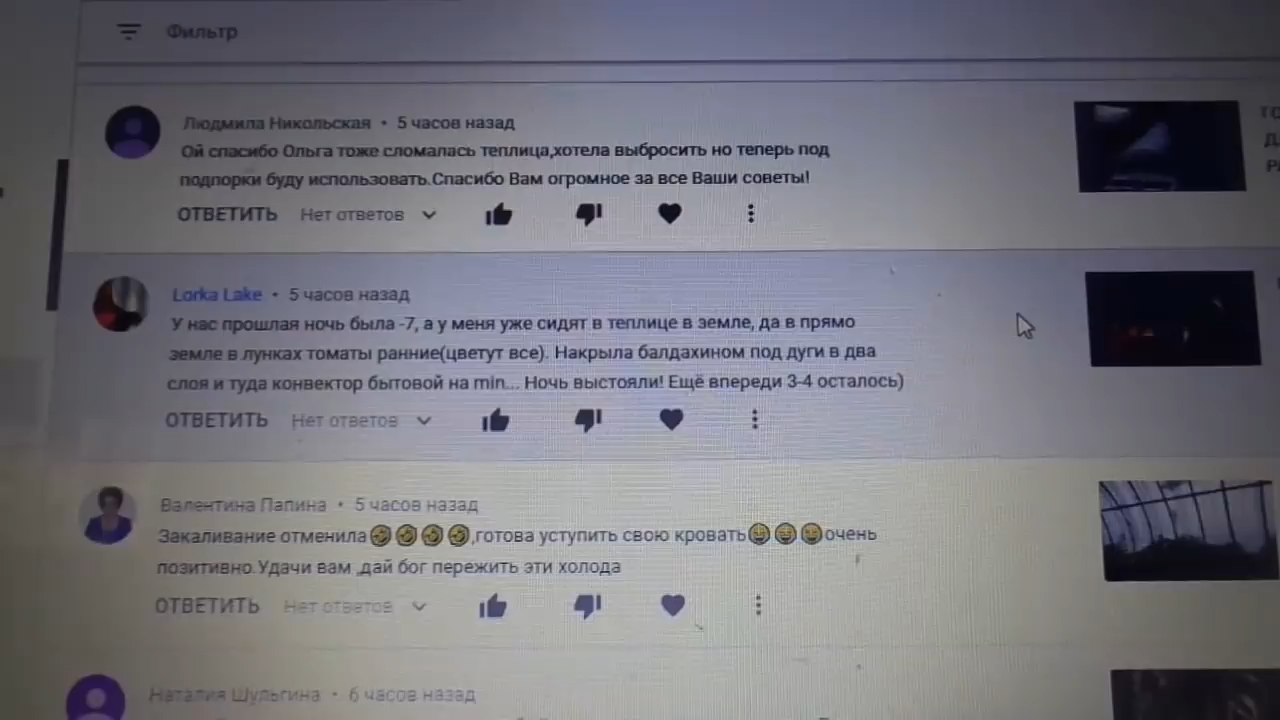 Фильтр
Людмила Никольская • 5 часов назад
Ой спасибо Ольга тоже сломалась теплица,хотела выбросить но теперь под
подпорки буду использовать.Спасибо Вам огромное за все Ваши советы!
ОТВЕТИТЬ Нет ответов
Lorka Lake • 5 часов назад
У нас прошлая ночь была -7, а у меня уже сидят в теплице в земле, да в прямо
земле в лунках томаты ранние(цветут все). Накрыла балдахином под дуги в два
слоя и туда конвектор бытовой на min... Ночь выстояли! Ещё впереди 3-4 осталось)
ОТВЕТИТЬ Нет ответов
Валентина Папина • 5 часов назад
Закаливание отменила🤣🤣🤣🤣,готова уступить свою кровать😄😄😄очень
позитивно.Удачи вам ,дай бог пережить эти холода
ОТВЕТИТЬ Нет ответов
Наталия Шульгина • 6 часов назад